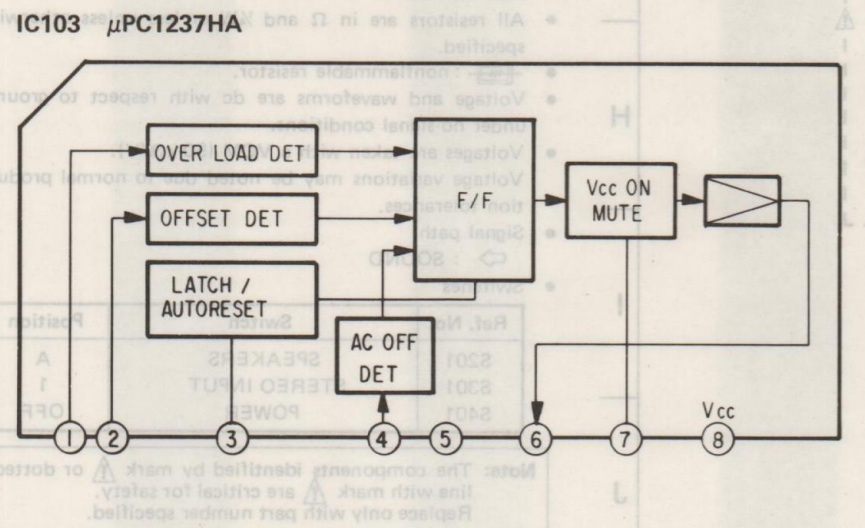 IC103 μPC1237HA
OVER LOAD DET
OFFSET DET
LATCH /
AUTORESET
F/F
Vcc ON
MUTE
AC OFF
DET
Vcc
1 2 3 4 5 6 7 8
All resistors are in Ω and
specified.
: nonflammable resistor.
Voltage and waveforms are dc with respect to
under no signal conditions.
Voltages are taken with a
Voltage variations may be noted due to normal
tion tolerances.
Signal path
: SOUND
Switches
Ref. No. Switch Position
S201 SPEAKERS A
S301 STEREO INPUT 1
S401 POWER OFF
Note: The components identified by mark ⚠ or dotted
line with mark ⚠ are critical for safety.
Replace only with part number specified.
H
I
J